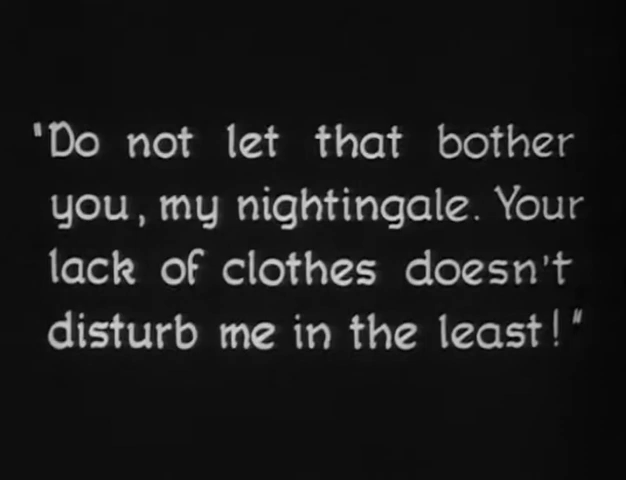 "Do not let that bother
you, my nightingale. Your
lack of clothes doesn't
disturb me in the least!"